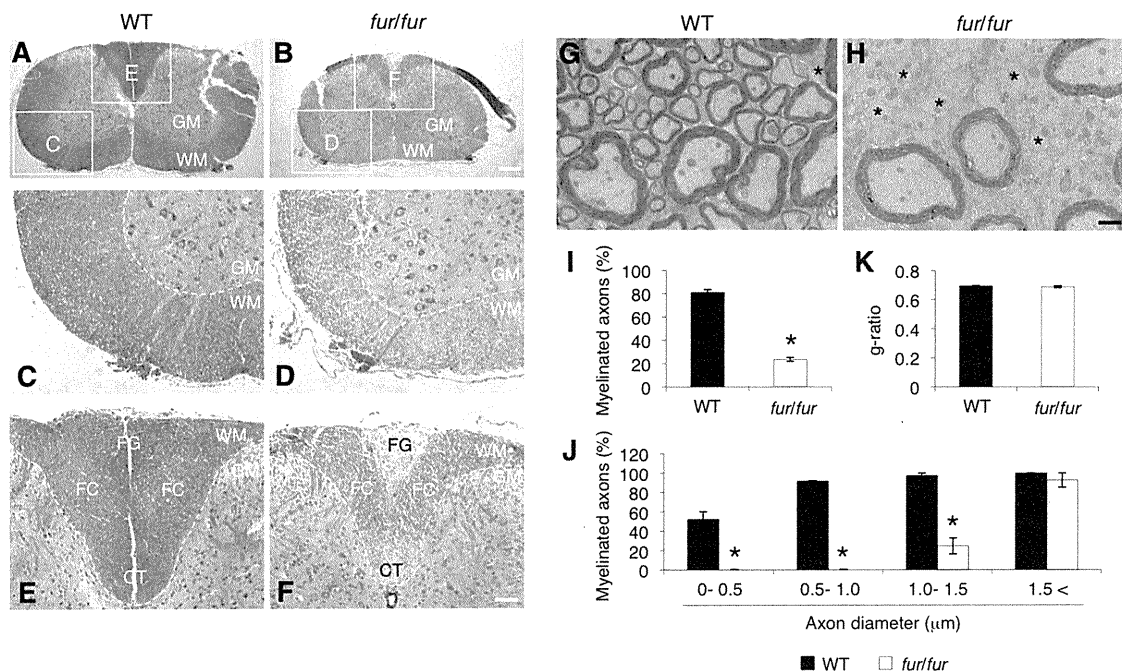 WT
fur/fur
A
E
C
GM
WM
B
F
D
GM
WM
C
GM
WM
D
GM
WM
E
FG
WM
FC
FC
CT
F
FG
WM
GM
FC
FC
CT
WT
fur/fur
G
*
H
*
*
*
*
*
I
Myelinated axons (%)
100
80
60
40
20
0
*
WT
fur/fur
K
g-ratio
0.8
0.6
0.4
0.2
0
WT
fur/fur
J
Myelinated axons (%)
120
100
80
60
40
20
0
*
*
*
0- 0.5
0.5- 1.0
1.0- 1.5
1.5 <
Axon diameter (μm)
WT
fur/fur